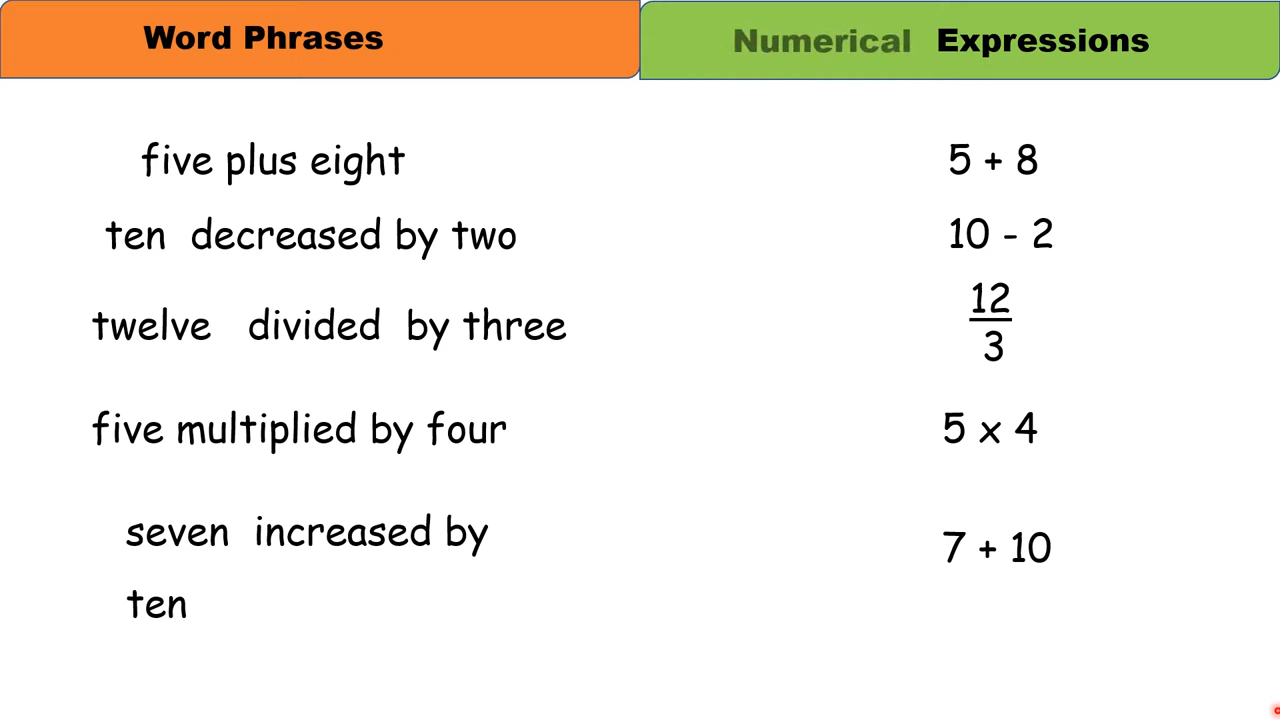 Word Phrases
Numerical Expressions
five plus eight
5 + 8
ten decreased by two
10 - 2
twelve divided by three
12
3
five multiplied by four
5 x 4
seven increased by
ten
7 + 10